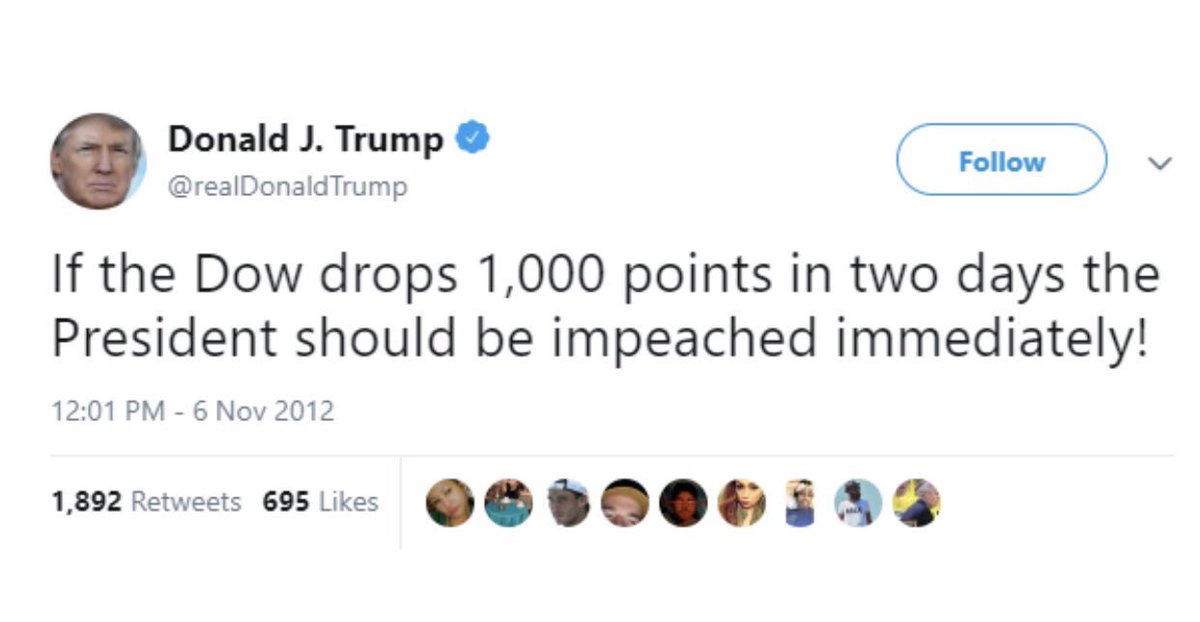 Donald J. Trump
@realDonaldTrump
Follow
If the Dow drops 1,000 points in two days the
President should be impeached immediately!
12:01 PM - 6 Nov 2012
1,892 Retweets 695 Likes